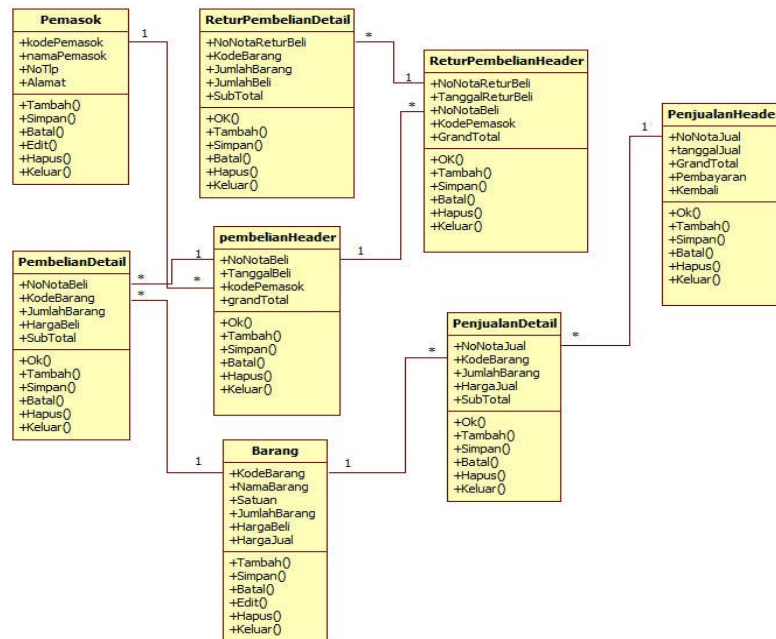 Pemasok
+kodePemasok
+namaPemasok
+NoTlp
+Alamat
+Tambah()
+Simpan()
+Batal()
+Edit()
+Hapus()
+Keluar()
1
ReturPembelianDetail
+NoNotaReturBeli
+KodeBarang
+JumlahBarang
+JumlahBeli
+SubTotal
+OK()
+Tambah()
+Simpan()
+Batal()
+Hapus()
+Keluar()
*
1
*
ReturPembelianHeader
+NoNotaReturBeli
+TanggalReturBeli
+NoNotaBeli
+KodePemasok
+GrandTotal
+OK()
+Tambah()
+Simpan()
+Batal()
+Hapus()
+Keluar()
1
PenjualanHeader
+NoNotaJual
+tanggalJual
+GrandTotal
+Pembayaran
+Kembali
+Ok()
+Tambah()
+Simpan()
+Batal()
+Hapus()
+Keluar()
PembelianDetail
+NoNotaBeli
+KodeBarang
+JumlahBarang
+HargaBeli
+SubTotal
+Ok()
+Tambah()
+Simpan()
+Batal()
+Hapus()
+Keluar()
*
*
1
*
pembelianHeader
+NoNotaBeli
+TanggalBeli
+kodePemasok
+grandTotal
+Ok()
+Tambah()
+Simpan()
+Batal()
+Hapus()
+Keluar()
1
*
PenjualanDetail
+NoNotaJual
+KodeBarang
+JumlahBarang
+HargaJual
+SubTotal
+Ok()
+Tambah()
+Simpan()
+Batal()
+Hapus()
+Keluar()
*
1
Barang
+KodeBarang
+NamaBarang
+Satuan
+JumlahBarang
+HargaBeli
+HargaJual
+Tambah()
+Simpan()
+Batal()
+Edit()
+Hapus()
+Keluar()
1